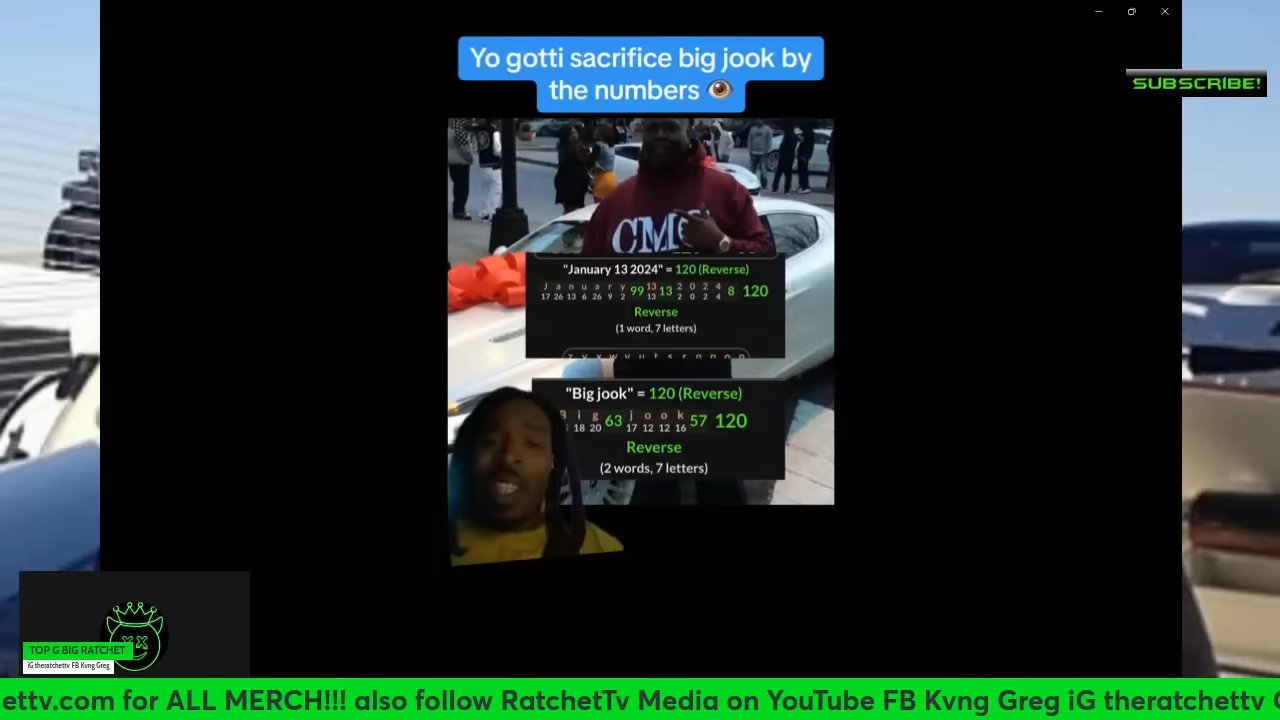 Yo gotti sacrifice big jook by
the numbers
SUBSCRIBE!
CM
"January 13 2024" = 120 (Reverse)
J a n u a r y 99 13 13 2 0 2 4 8 120
17 26 13 6 26 9 2 13 2 0 2 4
Reverse
(1 word, 7 letters)
z y x w v u t s r q p o n
"Big jook" = 120 (Reverse)
B i g 63 j o o k 57 120
18 20 17 12 12 16
Reverse
(2 words, 7 letters)
TOP G BIG RATCHET
iG theratchettv FB Kvng Greg
ettv.com for ALL MERCH!!! also follow RatchetTv Media on YouTube FB Kvng Greg iG theratchettv